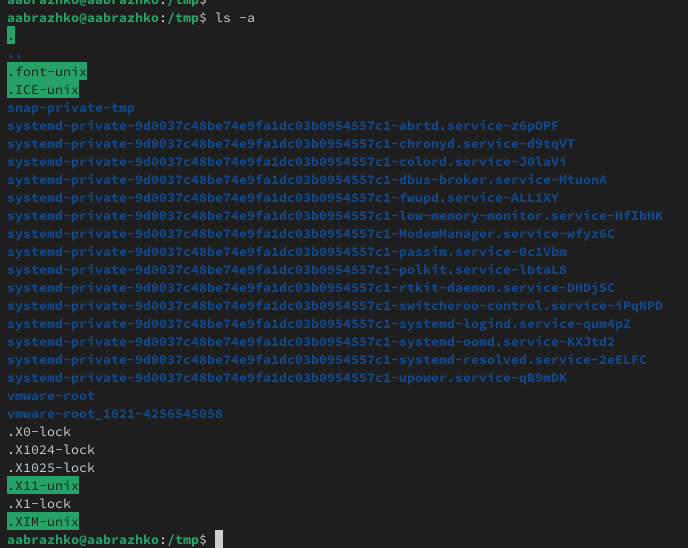 aabrazhko@aabrazhko:/tmp$
aabrazhko@aabrazhko:/tmp$ ls -a
.
..
.font-unix
.ICE-unix
snap-private-tmp
systemd-private-9d0037c48be74e9fa1dc03b0954557c1-abrtd.service-z6pOPF
systemd-private-9d0037c48be74e9fa1dc03b0954557c1-chronyd.service-d9tqVT
systemd-private-9d0037c48be74e9fa1dc03b0954557c1-colord.service-J0laVi
systemd-private-9d0037c48be74e9fa1dc03b0954557c1-dbus-broker.service-MtuonA
systemd-private-9d0037c48be74e9fa1dc03b0954557c1-fwupd.service-ALL1XY
systemd-private-9d0037c48be74e9fa1dc03b0954557c1-low-memory-monitor.service-HfIbHK
systemd-private-9d0037c48be74e9fa1dc03b0954557c1-ModemManager.service-wfyz6C
systemd-private-9d0037c48be74e9fa1dc03b0954557c1-passim.service-0c1Vbm
systemd-private-9d0037c48be74e9fa1dc03b0954557c1-polkit.service-lbtaL8
systemd-private-9d0037c48be74e9fa1dc03b0954557c1-rtkit-daemon.service-DHDjSC
systemd-private-9d0037c48be74e9fa1dc03b0954557c1-switcheroo-control.service-iPqNPD
systemd-private-9d0037c48be74e9fa1dc03b0954557c1-systemd-logind.service-qum4pZ
systemd-private-9d0037c48be74e9fa1dc03b0954557c1-systemd-oomd.service-KXJtd2
systemd-private-9d0037c48be74e9fa1dc03b0954557c1-systemd-resolved.service-2eELFC
systemd-private-9d0037c48be74e9fa1dc03b0954557c1-upower.service-qB9mDK
vmware-root
vmware-root_1021-4256545058
.X0-lock
.X1024-lock
.X1025-lock
.X11-unix
.X1-lock
.XIM-unix
aabrazhko@aabrazhko:/tmp$